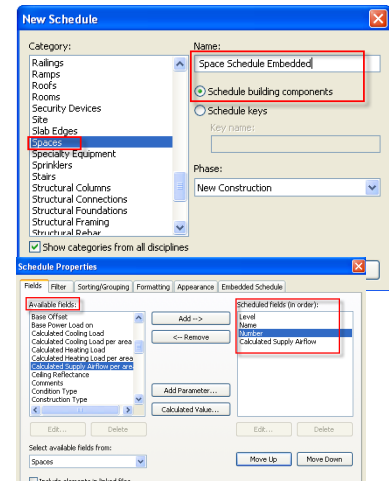 New Schedule
Category:
Name:
Railings
Ramps
Roofs
Rooms
Security Devices
Site
Slab Edges
Spaces
Specialty Equipment
Sprinklers
Stairs
Structural Columns
Structural Connections
Structural Foundations
Structural Framing
Structural Rebar
Space Schedule Embedded
Schedule building components
Schedule keys
Key name:
Phase:
New Construction
Show categories from all disciplines
Schedule Properties
Fields Filter Sorting/Grouping Formatting Appearance Embedded Schedule
Available fields:
Scheduled fields (in order):
Base Offset
Base Power Load on
Calculated Cooling Load
Calculated Cooling Load per area
Calculated Heating Load
Calculated Heating Load per area
Calculated Supply Airflow per area
Ceiling Reflectance
Comments
Condition Type
Construction Type
Add -->
<-- Remove
Add Parameter...
Calculated Value...
Level
Name
Number
Calculated Supply Airflow
Edit... Delete
Edit... Delete
Select available fields from:
Spaces
Move Up Move Down
Include elements in linked files